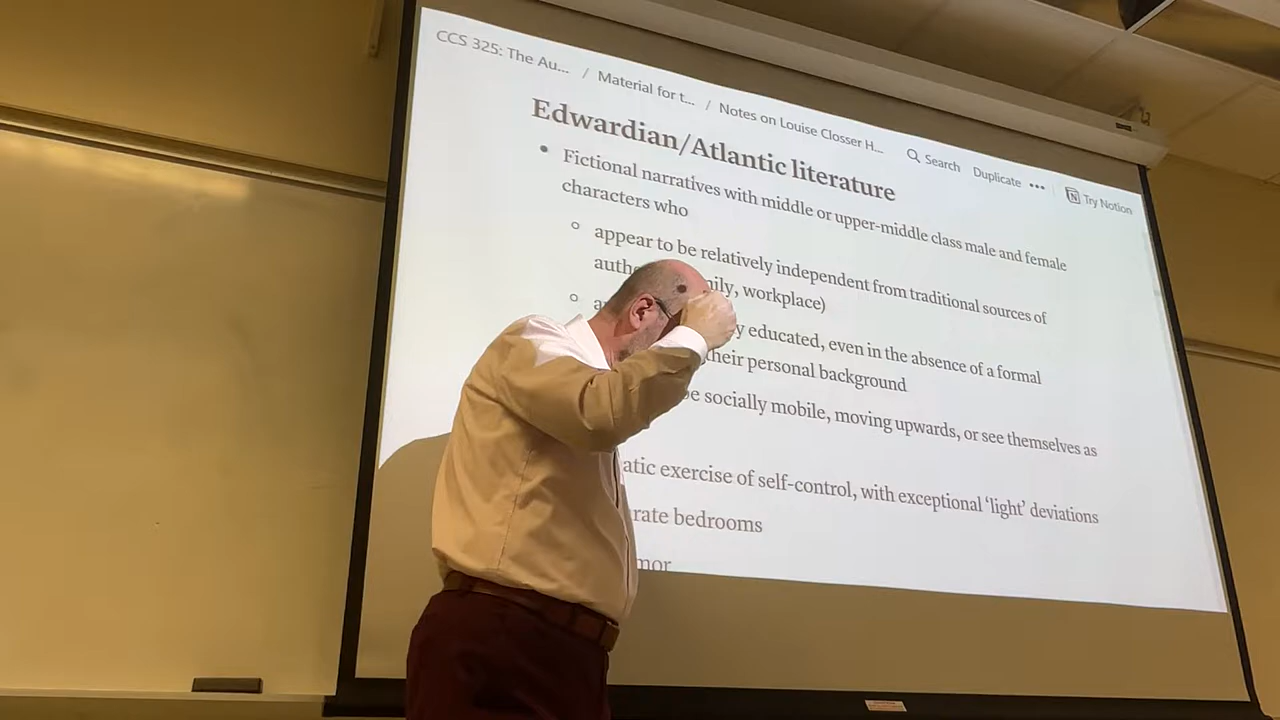 CCS 325: The Au... / Material for t... / Notes on Louise Closser H...
Search Duplicate ••• Try Notion
Edwardian/Atlantic literature
• Fictional narratives with middle or upper-middle class male and female
characters who
○ appear to be relatively independent from traditional sources of
auth ily, workplace)
○ a y educated, even in the absence of a formal
their personal background
be socially mobile, moving upwards, or see themselves as
atic exercise of self-control, with exceptional ‘light’ deviations
rate bedrooms
mor